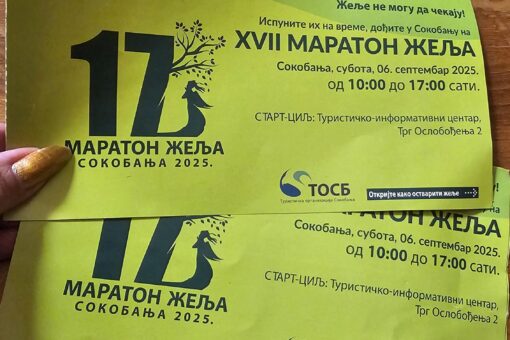 Жеље не могу да чекају!
Испуните их на време, дођите у Сокобању на
XVII МАРАТОН ЖЕЉА
Сокобања, субота, 06. септембар 2025.
од 10:00 до 17:00 сати.
СТАРТ-ЦИЉ: Туристичко-информативни центар,
Трг Ослобођења 2
17
МАРАТОН ЖЕЉА
СОКОБАЊА 2025.
ТОСБ
Туристичка организација Сокобања
Откријте како остварити жеље
17
МАРАТОН ЖЕЉА
СОКОБАЊА 2025.
ЖЕЉА
Сокобања, субота, 06. септембар 2025.
од 10:00 до 17:00 сати.
СТАРТ-ЦИЉ: Туристичко-информативни центар,
Трг Ослобођења 2